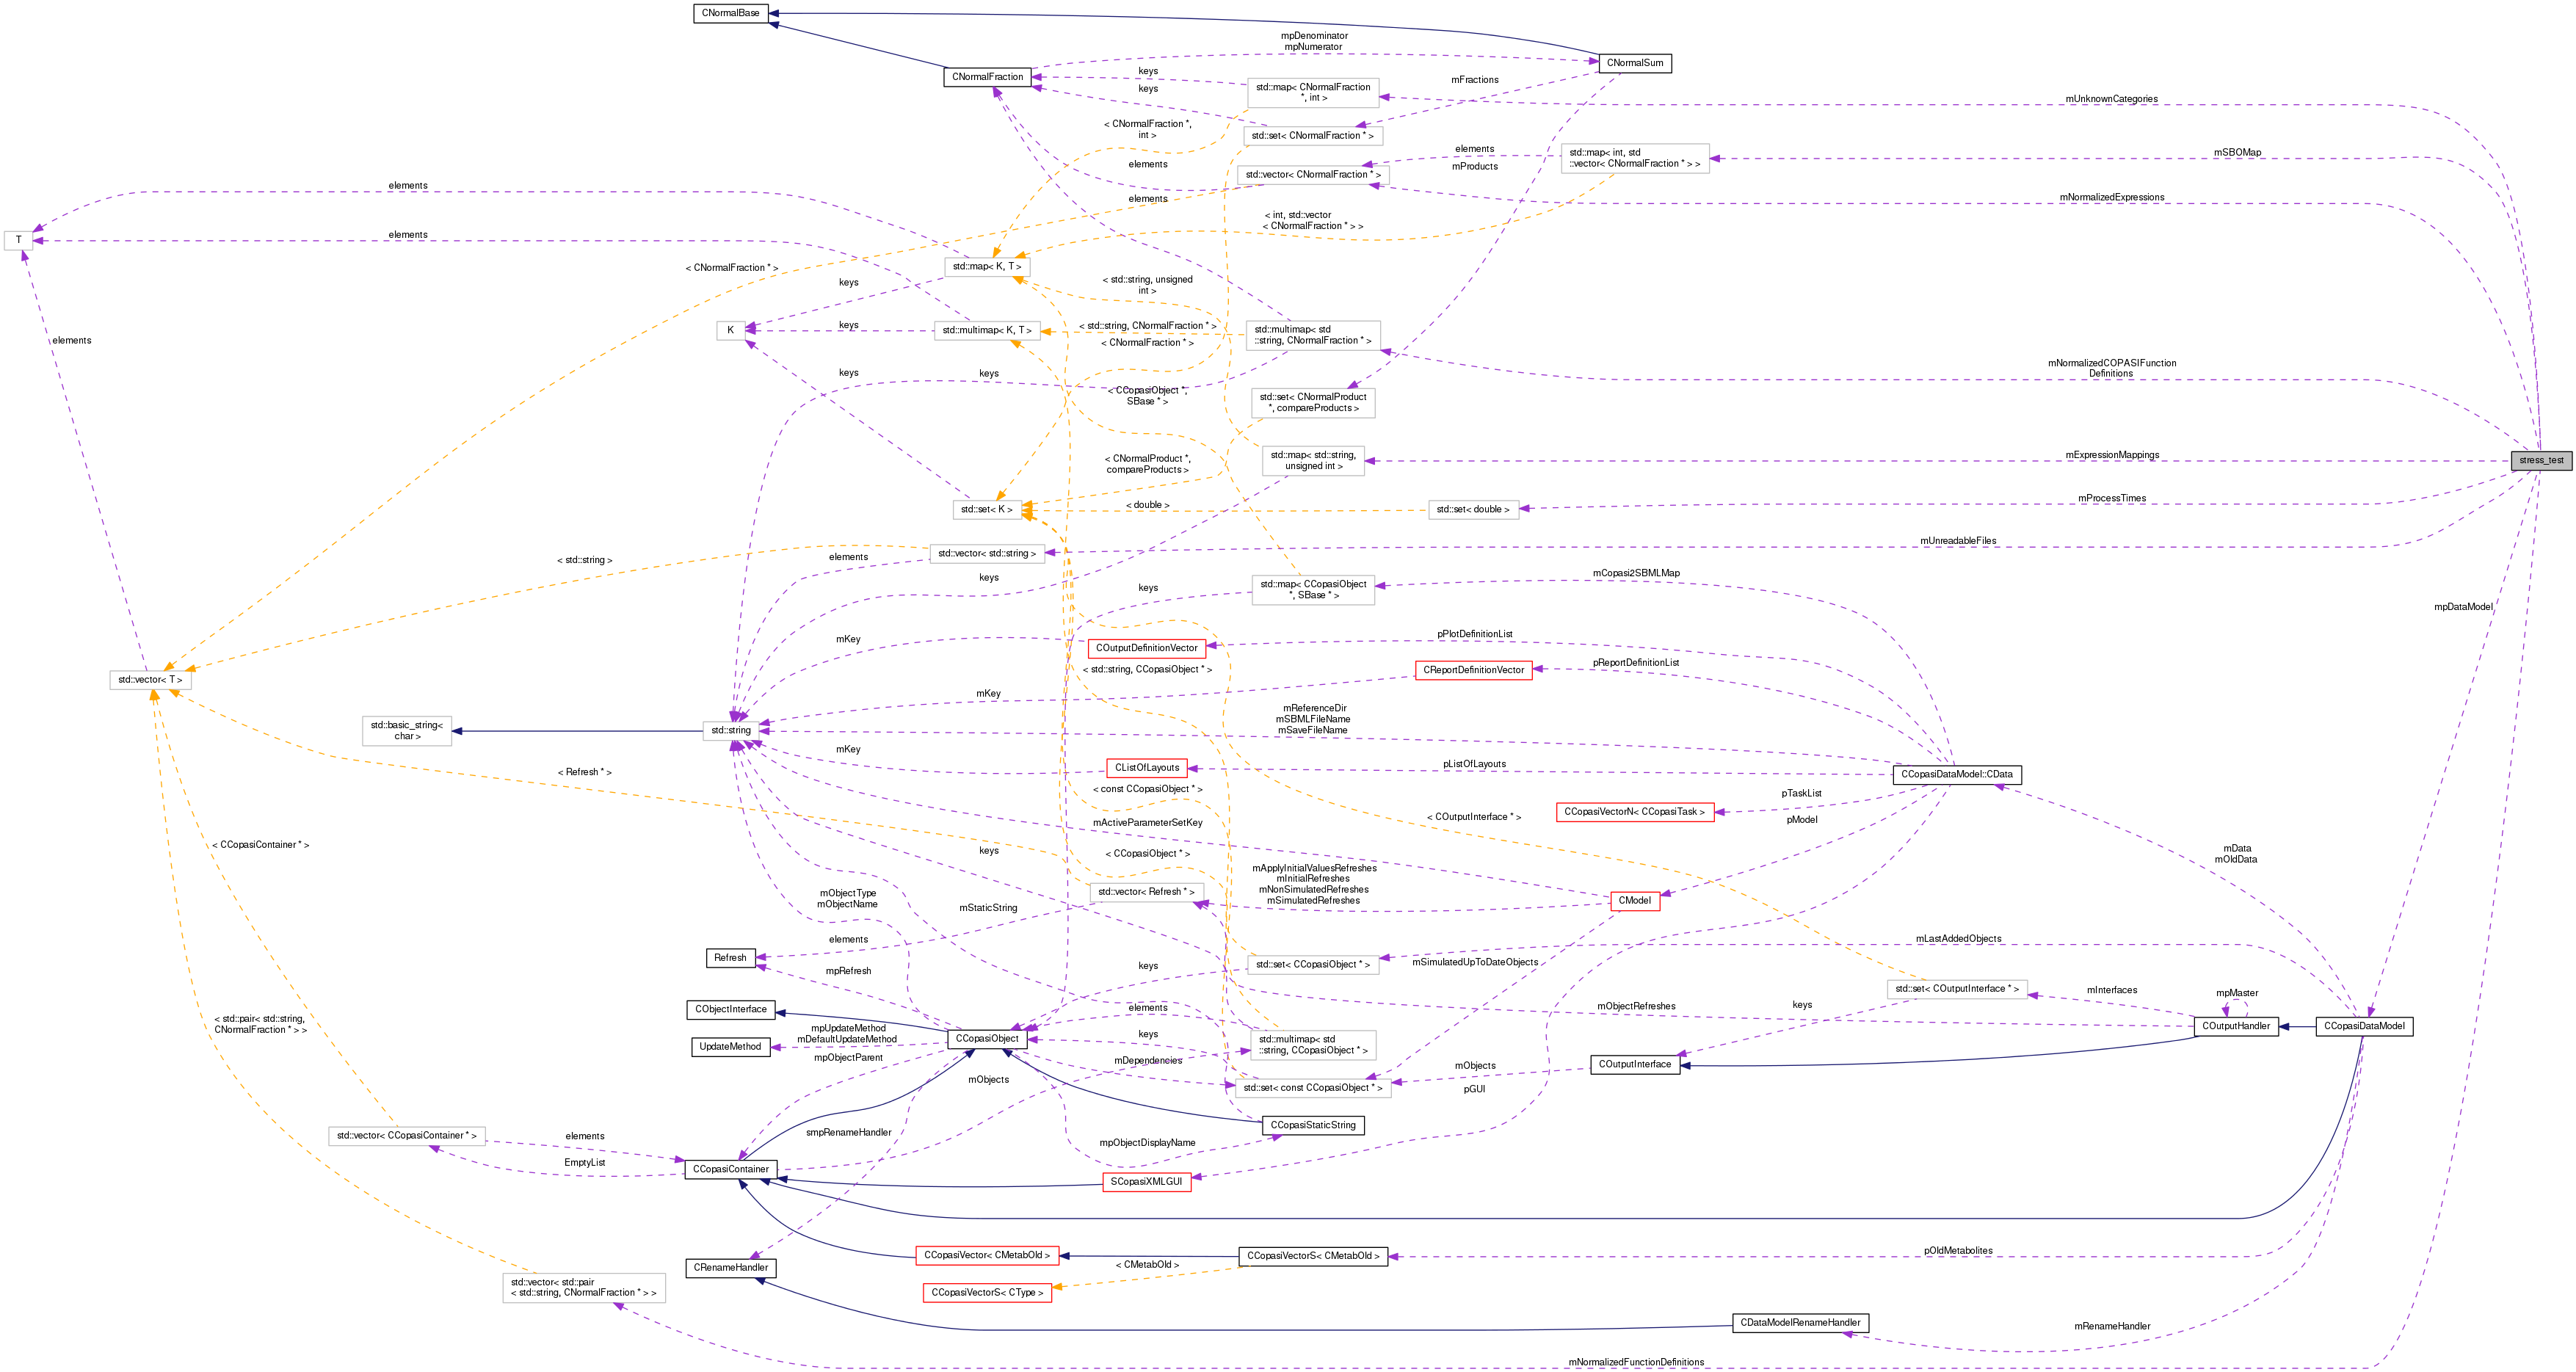 CNormalBase
mpDenominator
mpNumerator
CNormalSum
CNormalFraction
keys
mFractions
std::map< CNormalFraction
*, int >
mUnknownCategories
keys
< CNormalFraction *,
int >
std::set< CNormalFraction * >
elements
mProducts
elements
std::map< int, std
::vector< CNormalFraction * > >
mSBOMap
std::vector< CNormalFraction * >
elements
elements
mNormalizedExpressions
< int, std::vector
< CNormalFraction * > >
T
elements
< CNormalFraction * >
std::map< K, T >
keys
< std::string, unsigned
int >
K
keys
std::multimap< K, T >
< std::string, CNormalFraction * >
std::multimap< std
::string, CNormalFraction * >
elements
< CNormalFraction * >
keys
keys
mNormalizedCOPASIFunction
Definitions
< CCopasiObject *,
SBase * >
std::set< CNormalProduct
*, compareProducts >
< CNormalProduct *,
compareProducts >
std::map< std::string,
unsigned int >
mExpressionMappings
stress_test
std::set< K >
< double >
std::set< double >
mProcessTimes
< std::string >
elements
std::vector< std::string >
mUnreadableFiles
keys
keys
std::map< CCopasiObject
*, SBase * >
mCopasi2SBMLMap
mpDataModel
mKey
COutputDefinitionVector
pPlotDefinitionList
< std::string, CCopasiObject * >
CReportDefinitionVector
pReportDefinitionList
std::vector< T >
mKey
std::basic_string<
char >
std::string
mReferenceDir
mSBMLFileName
mSaveFileName
< Refresh * >
mKey
CListOfLayouts
pListOfLayouts
CCopasiDataModel::CData
< const CCopasiObject * >
pTaskList
CCopasiVectorN< CCopasiTask >
mActiveParameterSetKey
< COutputInterface * >
pModel
< CCopasiContainer * >
keys
< CCopasiObject * >
mData
mOldData
mObjectType
mObjectName
mStaticString
std::vector< Refresh * >
mApplyInitialValuesRefreshes
mInitialRefreshes
mNonSimulatedRefreshes
mSimulatedRefreshes
CModel
elements
mLastAddedObjects
Refresh
mpRefresh
keys
std::set< CCopasiObject * >
mSimulatedUpToDateObjects
std::set< COutputInterface * >
mInterfaces
mpMaster
CObjectInterface
elements
mObjectRefreshes
keys
< std::pair< std::string,
CNormalFraction * > >
mpUpdateMethod
mDefaultUpdateMethod
CCopasiObject
keys
std::multimap< std
::string, CCopasiObject * >
COutputHandler
CCopasiDataModel
UpdateMethod
mpObjectParent
mDependencies
mObjects
COutputInterface
mObjects
std::set< const CCopasiObject * >
pGUI
std::vector< CCopasiContainer * >
elements
smpRenameHandler
mpObjectDisplayName
CCopasiStaticString
EmptyList
CCopasiContainer
SCopasiXMLGUI
CCopasiVector< CMetabOld >
CCopasiVectorS< CMetabOld >
pOldMetabolites
CRenameHandler
< CMetabOld >
std::vector< std::pair
< std::string, CNormalFraction * > >
CCopasiVectorS< CType >
CDataModelRenameHandler
mRenameHandler
mNormalizedFunctionDefinitions